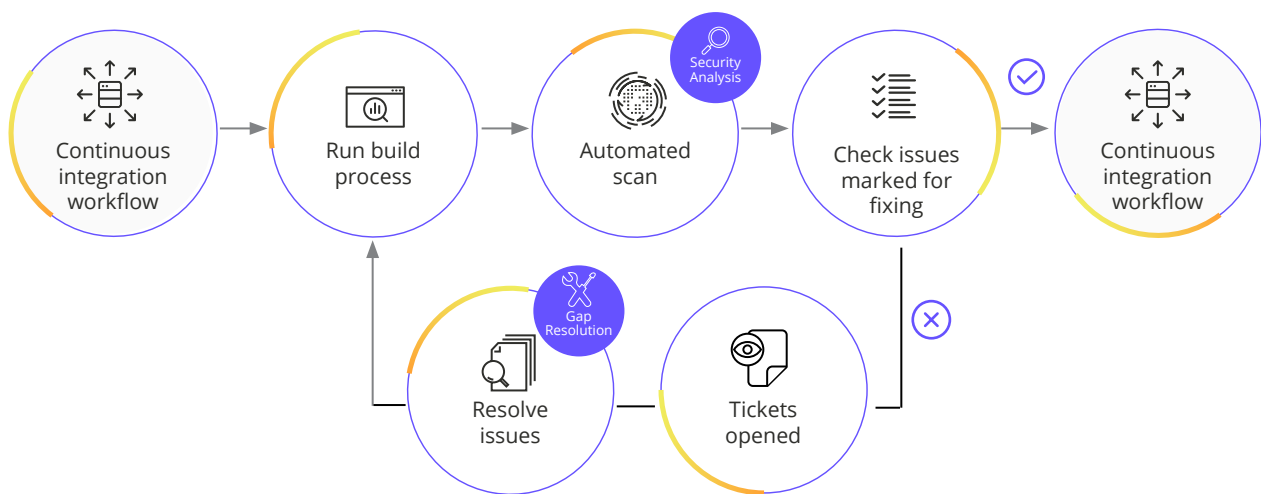 Continuous
integration
workflow
Run build
process
Automated
scan
Security
Analysis
Check issues
marked for
fixing
Continuous
integration
workflow
Resolve
issues
Gap
Resolution
Tickets
opened